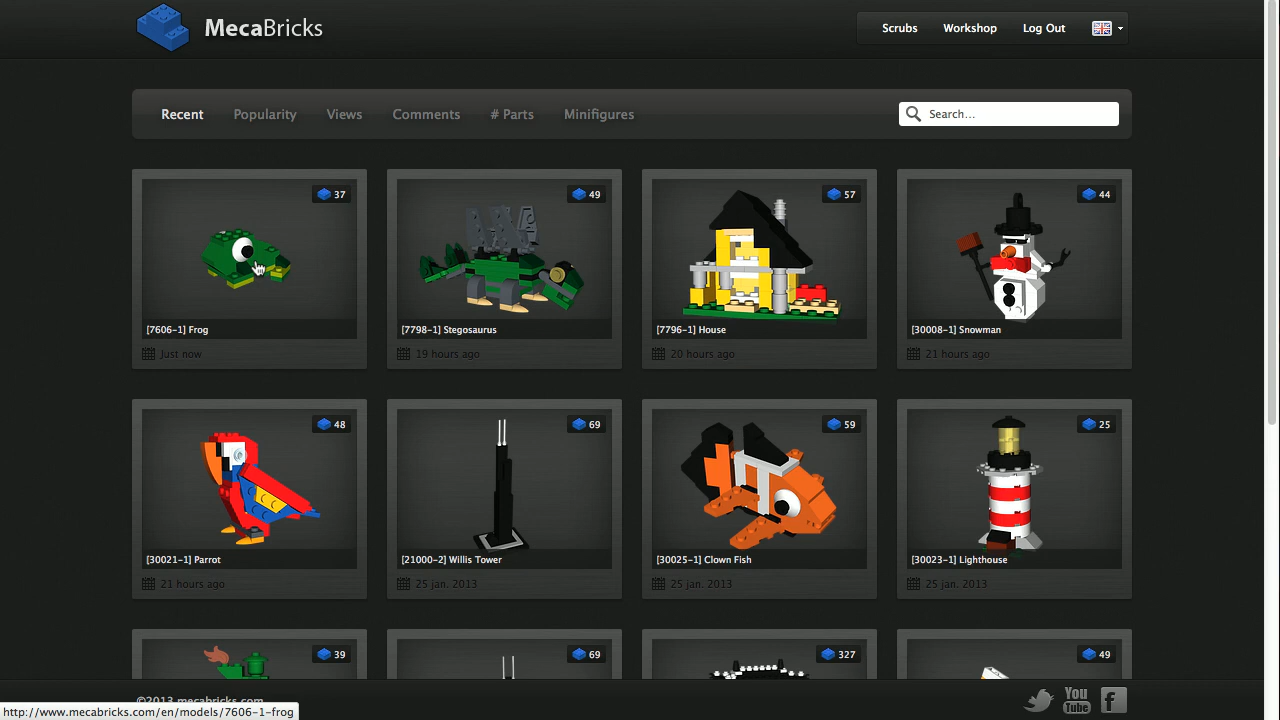 MecaBricks
Scrubs Workshop Log Out
Recent Popularity Views Comments # Parts Minifigures
Search...
37
[7606-1] Frog
Just now
49
[7798-1] Stegosaurus
19 hours ago
57
[7796-1] House
20 hours ago
44
[30008-1] Snowman
21 hours ago
48
[30021-1] Parrot
21 hours ago
69
[21000-2] Willis Tower
25 jan. 2013
59
[30025-1] Clown Fish
25 jan. 2013
25
[30023-1] Lighthouse
25 jan. 2013
39
69
327
49
©2013 mecabricks.com
You Tube
f
http://www.mecabricks.com/en/models/7606-1-frog